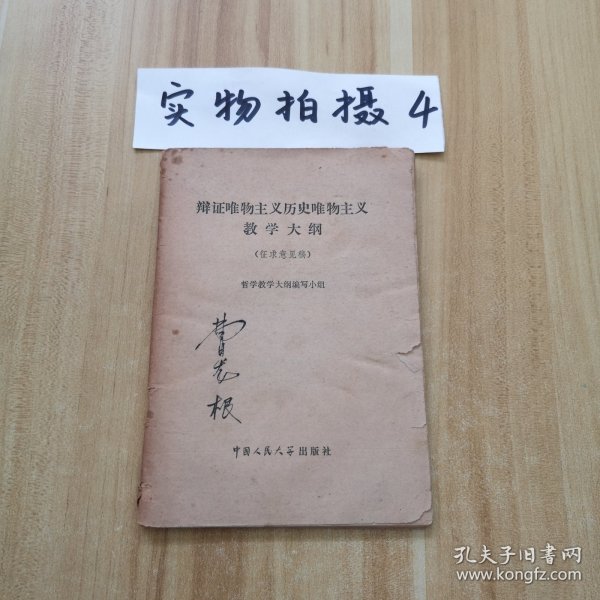 实物拍摄4
辩证唯物主义历史唯物主义
教学大纲
(征求意见稿)
哲学教学大纲编写小组
根
中国人民大学出版社
孔夫子旧书网
www.kongfz.com